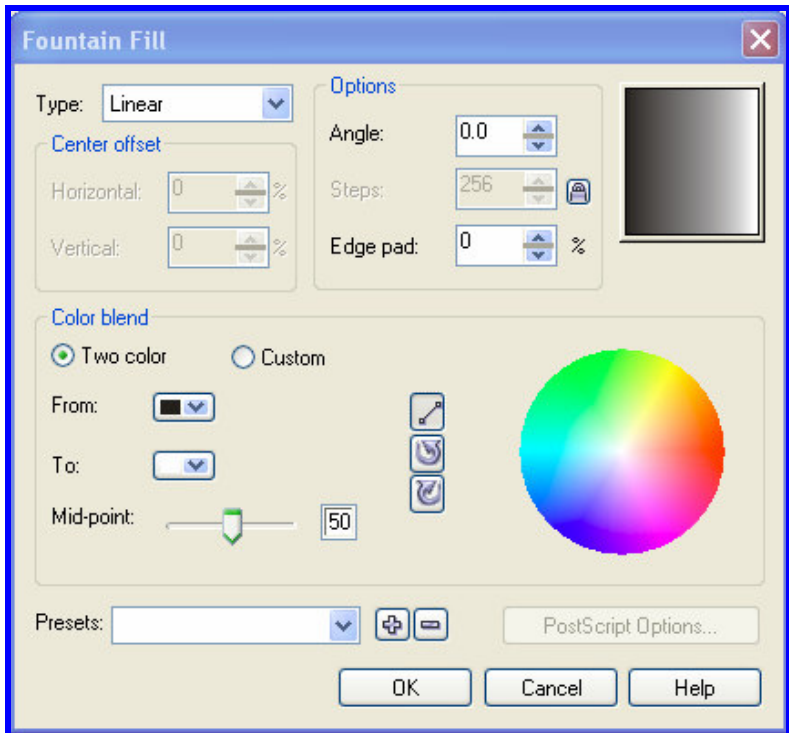 Fountain Fill
Type: Linear
Center offset
Horizontal: 0 %
Vertical: 0 %
Options
Angle: 0.0
Steps: 256
Edge pad: 0 %
Color blend
Two color Custom
From:
To:
Mid-point: 50
Presets:
PostScript Options...
OK Cancel Help